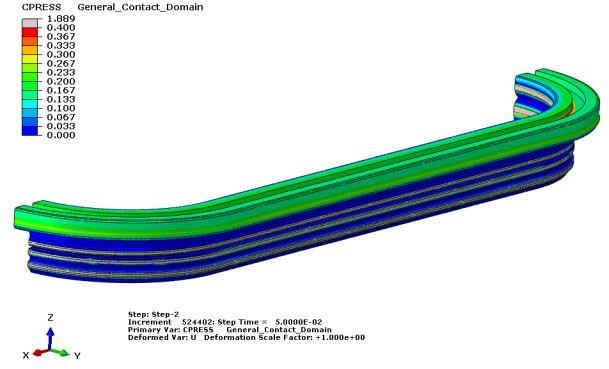 CPRESS General_Contact_Domain
1.889
0.400
0.367
0.333
0.300
0.267
0.233
0.200
0.167
0.133
0.100
0.067
0.033
0.000
Step: Step-2
Increment 524402: Step Time = 5.0000E-02
Primary Var: CPRESS General_Contact_Domain
Deformed Var: U Deformation Scale Factor: +1.000e+00
Z
X
Y